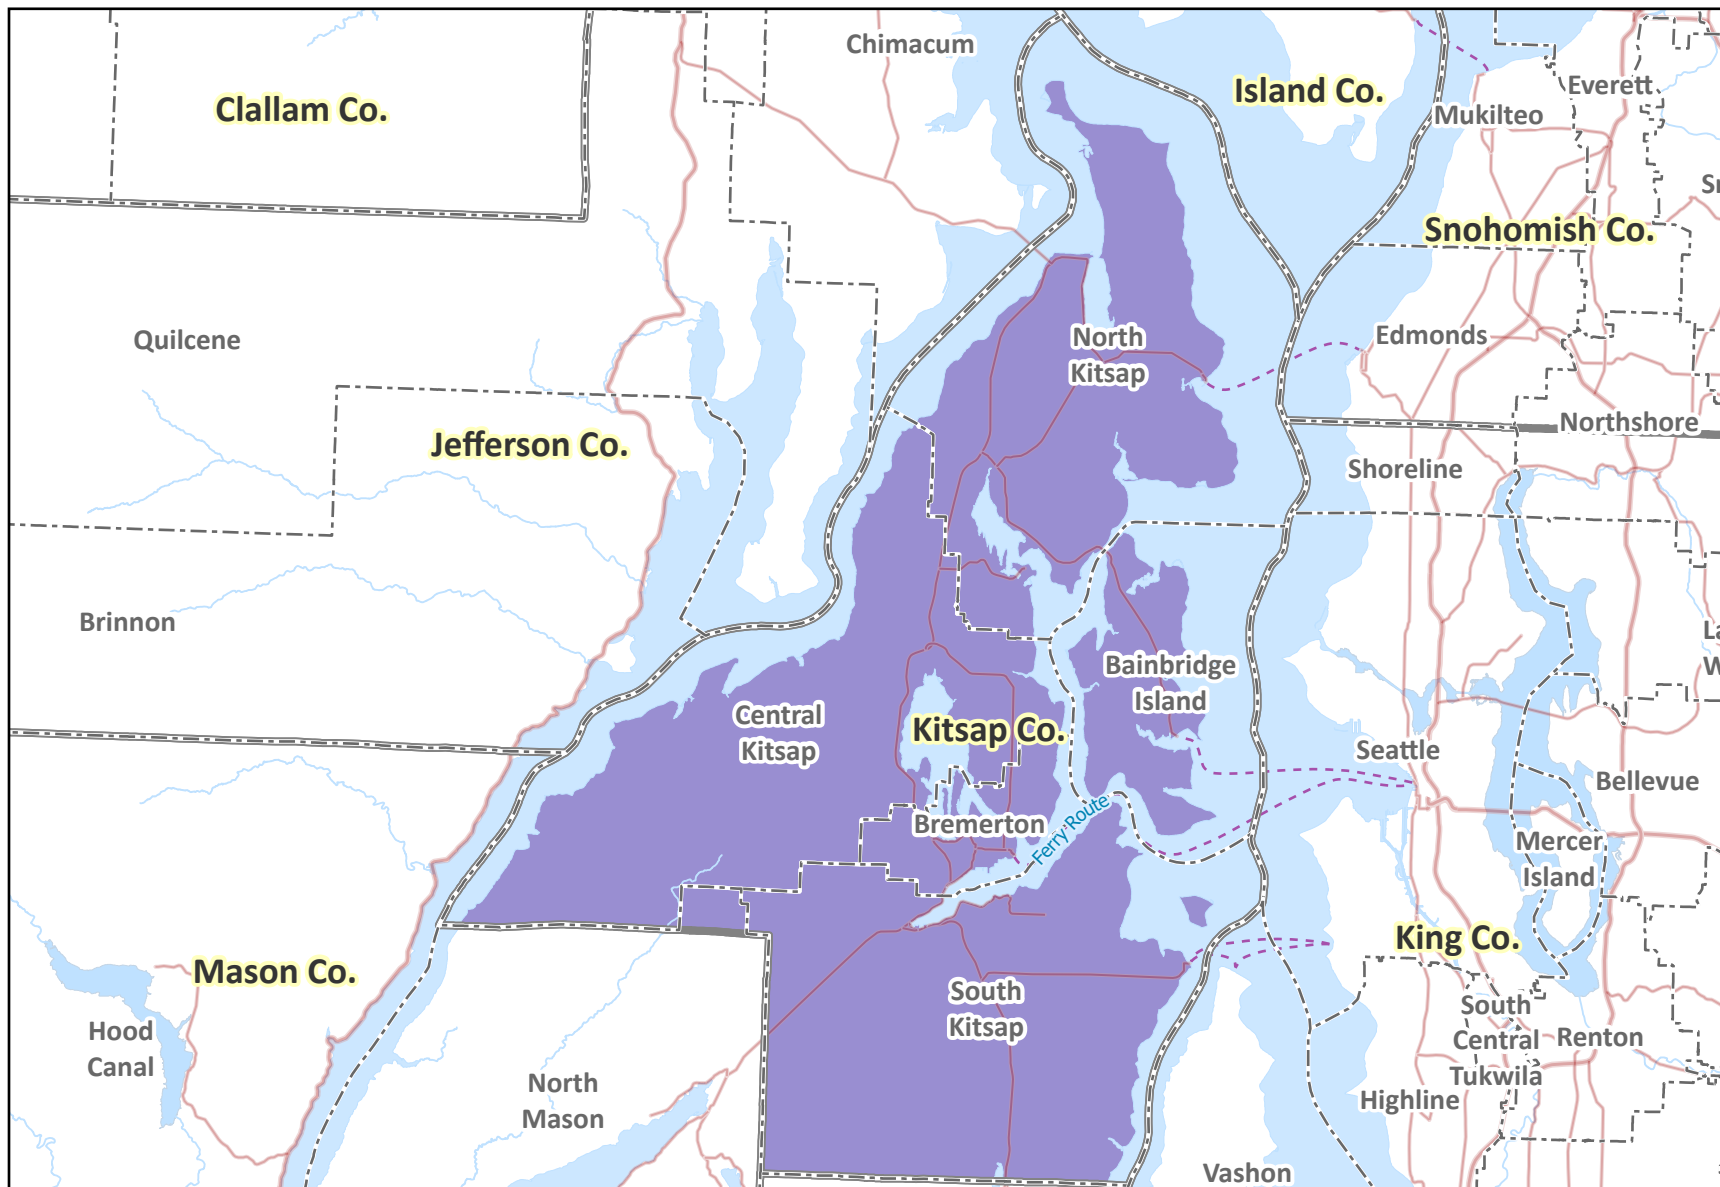 Chimacum
Island Co.
Everett
Clallam Co.
Mukilteo
Snohomish Co.
Quilcene
North
Kitsap
Edmonds
Northshore
Jefferson Co.
Shoreline
Brinnon
Bainbridge
Island
Central
Kitsap
Kitsap Co.
Seattle
Bellevue
Bremerton
Ferry Route
Mercer
Island
King Co.
Mason Co.
South
Kitsap
Hood
Canal
South
Central
Tukwila
Renton
North
Mason
Highline
Vashon